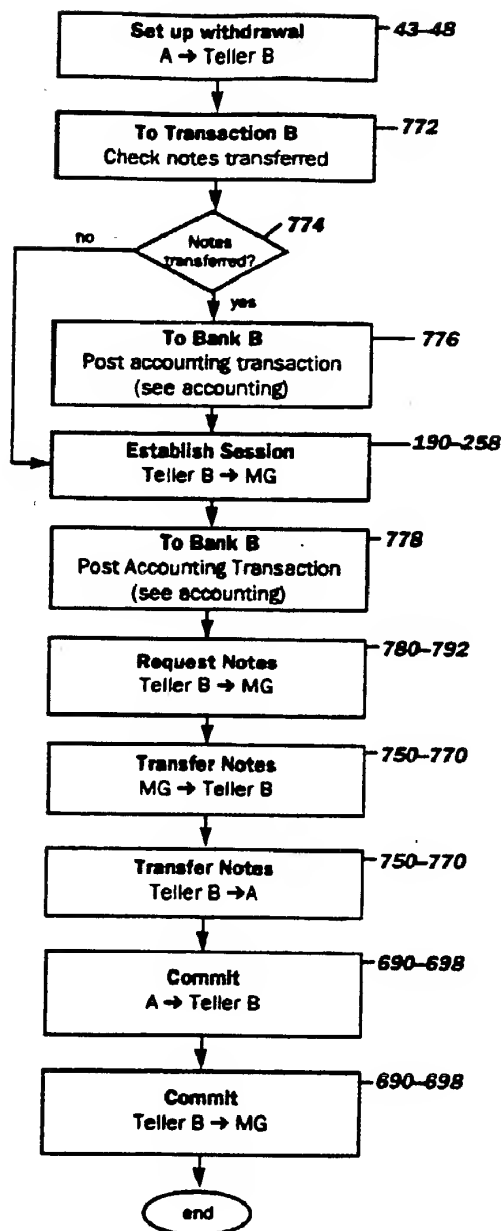 Set up withdrawal
A → Teller B
43–48
To Transaction B
Check notes transferred
772
774
no
Notes
transferred?
yes
To Bank B
Post accounting transaction
(see accounting)
776
Establish Session
Teller B → MG
190–258
To Bank B
Post Accounting Transaction
(see accounting)
778
Request Notes
Teller B → MG
780–792
Transfer Notes
MG → Teller B
750–770
Transfer Notes
Teller B →A
750–770
Commit
A → Teller B
690–698
Commit
Teller B → MG
690–698
end